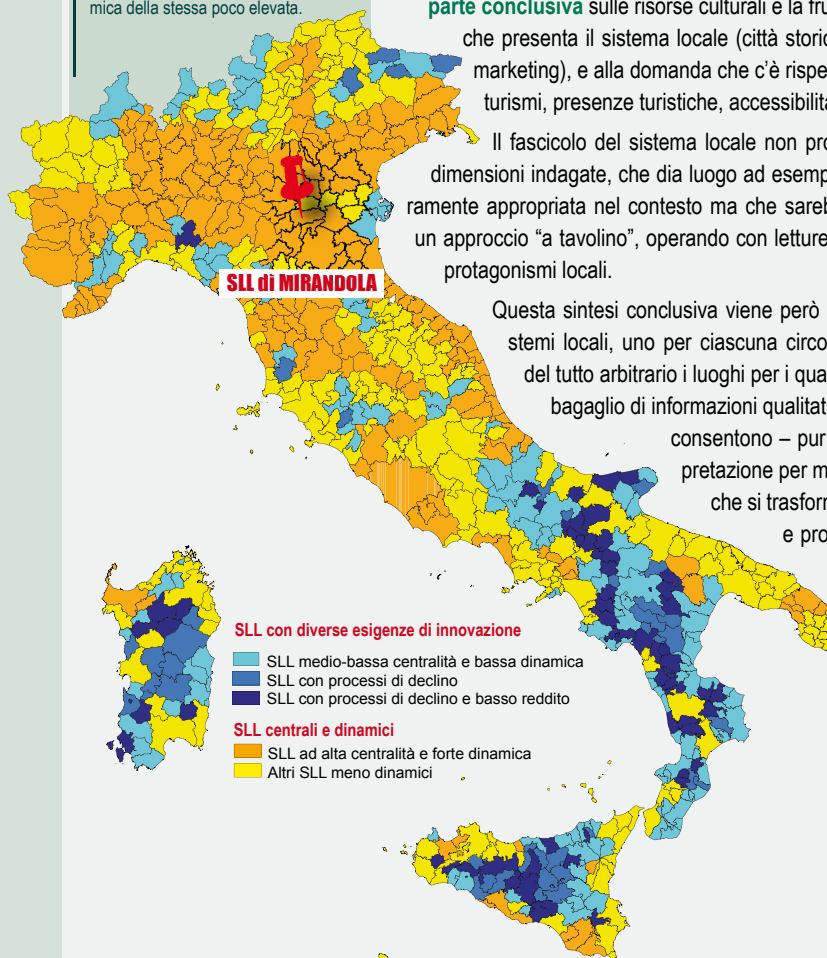 mica della stessa poco elevata.
parte conclusiva sulle risorse culturali e la fru
che presenta il sistema locale (città storic
marketing), e alla domanda che c'è rispe
turismi, presenze turistiche, accessibilit
Il fascicolo del sistema locale non pro
dimensioni indagate, che dia luogo ad esemp
ramente appropriata nel contesto ma che sareb
un approccio “a tavolino”, operando con letture
protagonismi locali.
Questa sintesi conclusiva viene però
stemi locali, uno per ciascuna circo
del tutto arbitrario i luoghi per i qua
bagaglio di informazioni qualitat
consentono – pur
pretazione per m
che si trasform
e pro
SLL di MIRANDOLA
SLL con diverse esigenze di innovazione
SLL medio-bassa centralità e bassa dinamica
SLL con processi di declino
SLL con processi di declino e basso reddito
SLL centrali e dinamici
SLL ad alta centralità e forte dinamica
Altri SLL meno dinamici